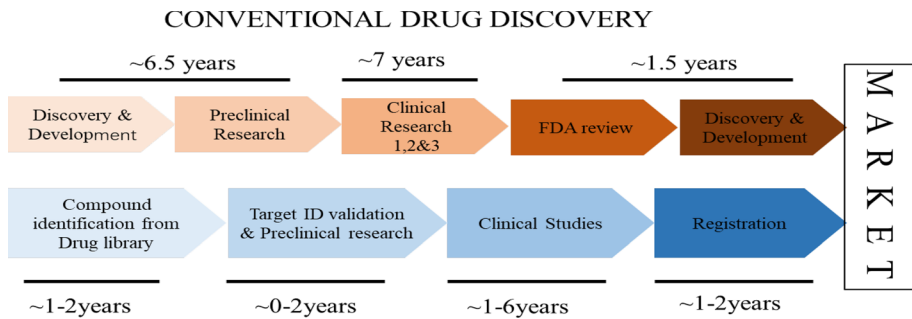 CONVENTIONAL DRUG DISCOVERY
~6.5 years
~7 years
~1.5 years
Discovery &
Development
Preclinical
Research
Clinical
Research
1,2&3
FDA review
Discovery &
Development
MARKET
Compound
identification from
Drug library
Target ID validation
& Preclinical research
Clinical Studies
Registration
~1-2years
~0-2years
~1-6years
~1-2years